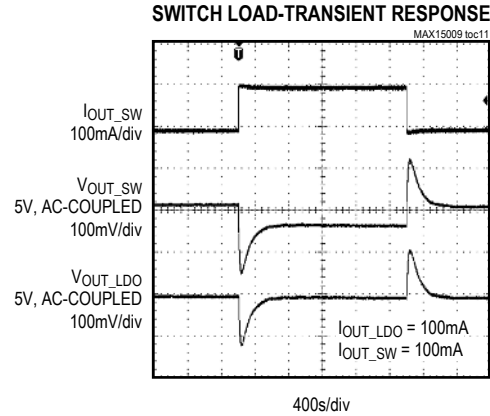 SWITCH LOAD-TRANSIENT RESPONSE
MAX15009 toc11
T
IOUT_SW
100mA/div
VOUT_SW
5V, AC-COUPLED
100mV/div
VOUT_LDO
5V, AC-COUPLED
100mV/div
IOUT_LDO = 100mA
IOUT_SW = 100mA
400s/div